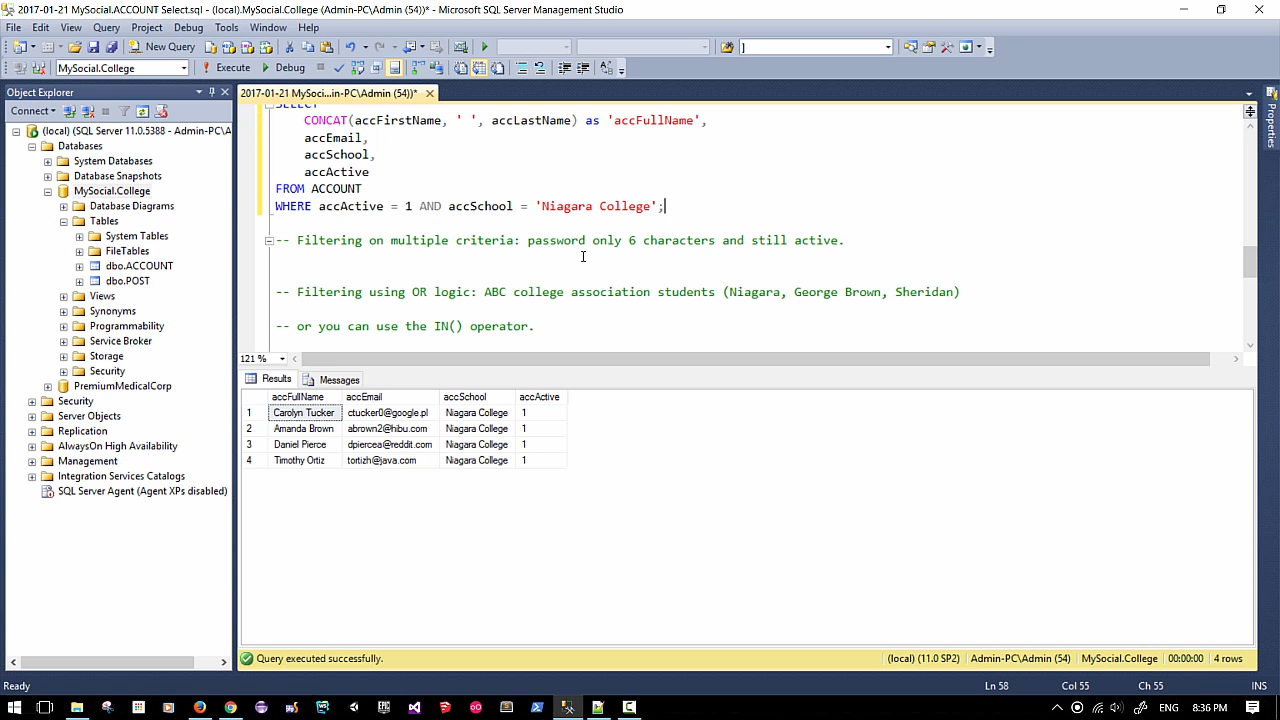 2017-01-21 MySocial.ACCOUNT Select.sql - (local).MySocial.College (Admin-PC\Admin (54))* - Microsoft SQL Server Management Studio
File Edit View Query Project Debug Tools Window Help
New Query ]
MySocial.College Execute Debug
Object Explorer
Connect
(local) (SQL Server 11.0.5388 - Admin-PC\A
Databases
System Databases
Database Snapshots
MySocial.College
Database Diagrams
Tables
System Tables
FileTables
dbo.ACCOUNT
dbo.POST
Views
Synonyms
Programmability
Service Broker
Storage
Security
PremiumMedicalCorp
Security
Server Objects
Replication
AlwaysOn High Availability
Management
Integration Services Catalogs
SQL Server Agent (Agent XPs disabled)
2017-01-21 MySoci...in-PC\Admin (54))*
SELECT
CONCAT(accFirstName, ' ', accLastName) as 'accFullName',
accEmail,
accSchool,
accActive
FROM ACCOUNT
WHERE accActive = 1 AND accSchool = 'Niagara College';
-- Filtering on multiple criteria: password only 6 characters and still active.
-- Filtering using OR logic: ABC college association students (Niagara, George Brown, Sheridan)
-- or you can use the IN() operator.
121 %
Results Messages
accFullName accEmail accSchool accActive
1 Carolyn Tucker ctucker0@google.pl Niagara College 1
2 Amanda Brown abrown2@hibu.com Niagara College 1
3 Daniel Pierce dpiercea@reddit.com Niagara College 1
4 Timothy Ortiz tortizh@java.com Niagara College 1
Query executed successfully. (local) (11.0 SP2) Admin-PC\Admin (54) MySocial.College 00:00:00 4 rows
Properties
Ready Ln 58 Col 55 Ch 55 INS
ENG 8:36 PM